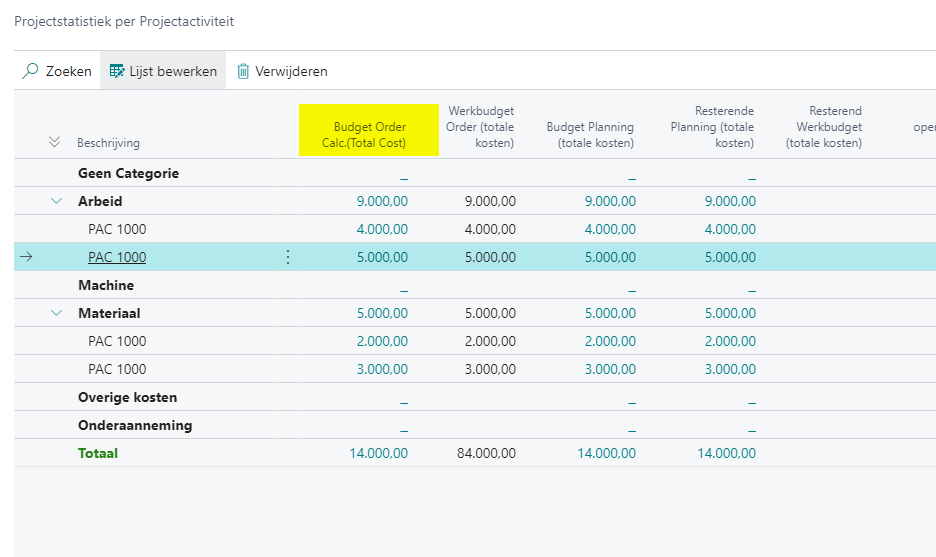 Projectstatistiek per Projectactiviteit
Zoeken Lijst bewerken Verwijderen
Beschrijving
Budget Order
Calc.(Total Cost)
Werkbudget
Order (totale
kosten)
Budget Planning
(totale kosten)
Resterende
Planning (totale
kosten)
Resterend
Werkbudget
(totale kosten)
oper
Geen Categorie _ _ _
Arbeid 9.000,00 9.000,00 9.000,00 9.000,00
PAC 1000 4.000,00 4.000,00 4.000,00 4.000,00
PAC 1000 5.000,00 5.000,00 5.000,00 5.000,00
Machine _ _ _
Materiaal 5.000,00 5.000,00 5.000,00 5.000,00
PAC 1000 2.000,00 2.000,00 2.000,00 2.000,00
PAC 1000 3.000,00 3.000,00 3.000,00 3.000,00
Overige kosten _ _ _
Onderaanneming _ _ _
Totaal 14.000,00 84.000,00 14.000,00 14.000,00